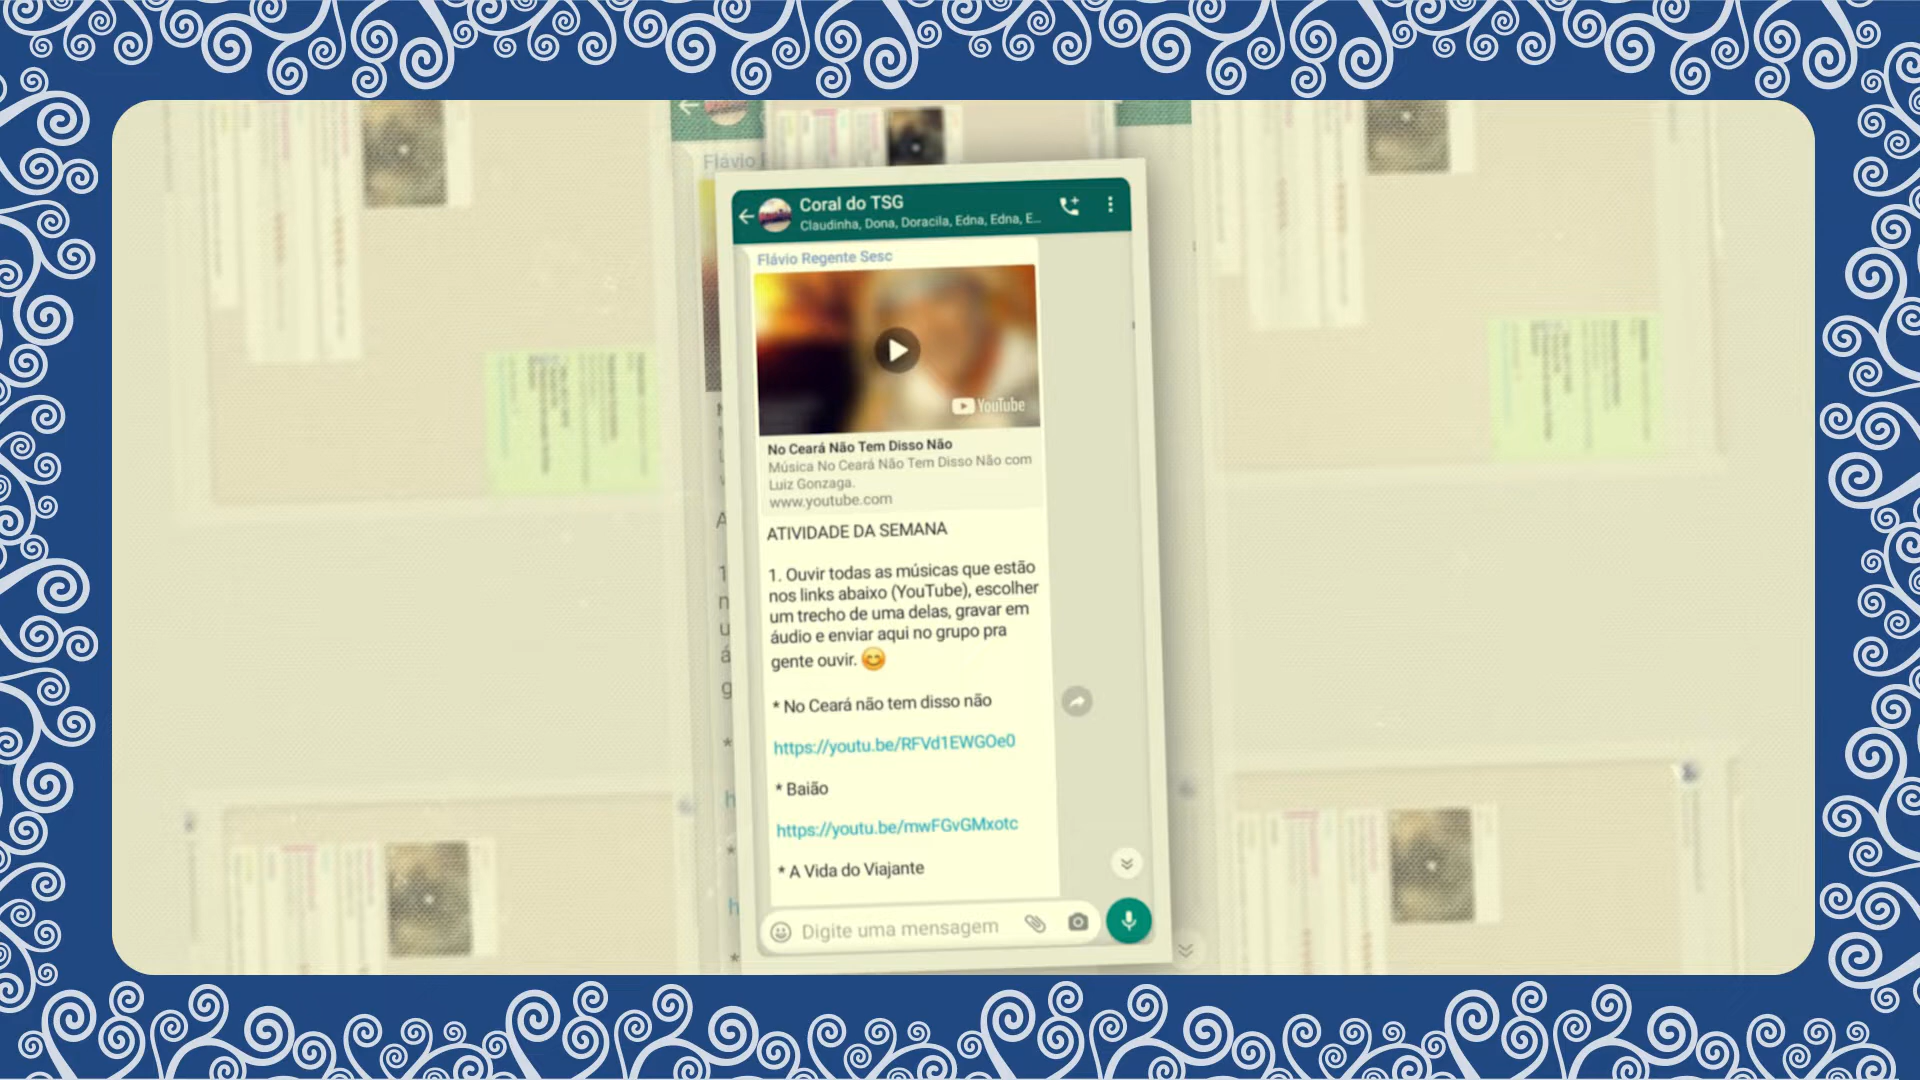 Coral do TSG
Claudinha, Dona, Doracila, Edna, Edna, E...
Flávio
Flávio Regente Sesc
YouTube
No Ceará Não Tem Disso Não
Música No Ceará Não Tem Disso Não com
Luiz Gonzaga.
www.youtube.com
ATIVIDADE DA SEMANA
1. Ouvir todas as músicas que estão
nos links abaixo (YouTube), escolher
um trecho de uma delas, gravar em
áudio e enviar aqui no grupo pra
gente ouvir. 😊
* No Ceará não tem disso não
https://youtu.be/RFVd1EWGOe0
* Baião
https://youtu.be/mwFGvGMxotc
* A Vida do Viajante
Digite uma mensagem